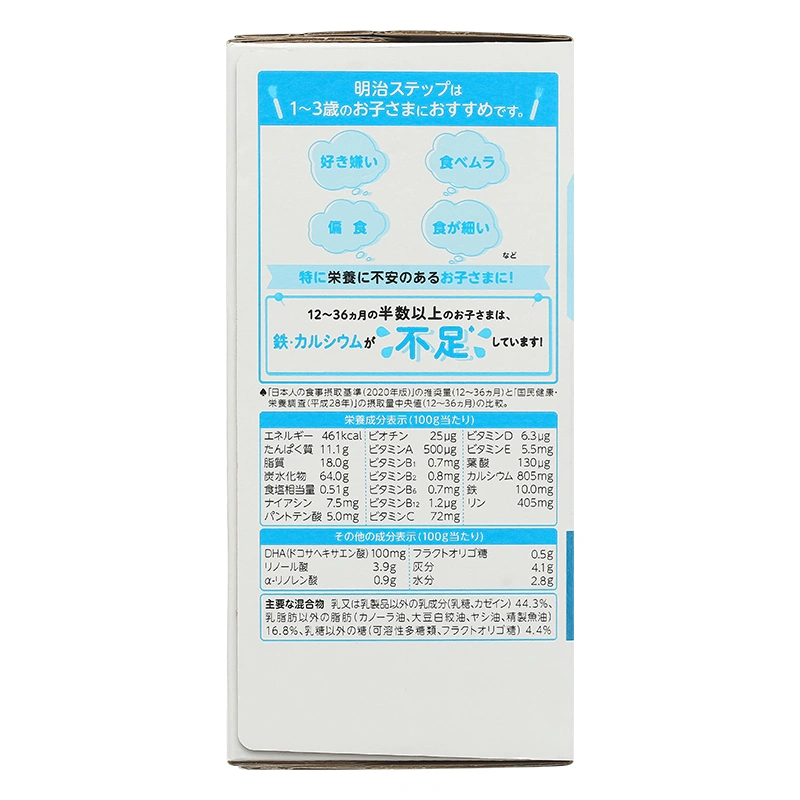 明治ステップは
1〜3歳のお子さまにおすすめです。
好き嫌い
食べムラ
偏食
食が細い
など
特に栄養に不安のあるお子さまに!
12〜36ヵ月の半数以上のお子さまは、
鉄・カルシウムが不足しています!
♠「日本人の食事摂取基準(2020年版)」の推奨量(12〜36ヵ月)と「国民健康・
栄養調査(平成28年)」の摂取量中央値(12〜36ヵ月)の比較。
栄養成分表示(100g当たり)
エネルギー 461kcal ビオチン 25μg ビタミンD 6.3μg
たんぱく質 11.1g ビタミンA 500μg ビタミンE 5.5mg
脂質 18.0g ビタミンB1 0.7mg 葉酸 130μg
炭水化物 64.0g ビタミンB2 0.8mg カルシウム 805mg
食塩相当量 0.51g ビタミンB6 0.7mg 鉄 10.0mg
ナイアシン 7.5mg ビタミンB12 1.2μg リン 405mg
パントテン酸 5.0mg ビタミンC 72mg
その他の成分表示(100g当たり)
DHA(ドコサヘキサエン酸) 100mg フラクトオリゴ糖 0.5g
リノール酸 3.9g 灰分 4.1g
α-リノレン酸 0.9g 水分 2.8g
主要な混合物 乳又は乳製品以外の乳成分(乳糖、カゼイン) 44.3%、
乳脂肪以外の脂肪(カノーラ油、大豆白絞油、ヤシ油、精製魚油)
16.8%、乳糖以外の糖(可溶性多糖類、フラクトオリゴ糖) 4.4%